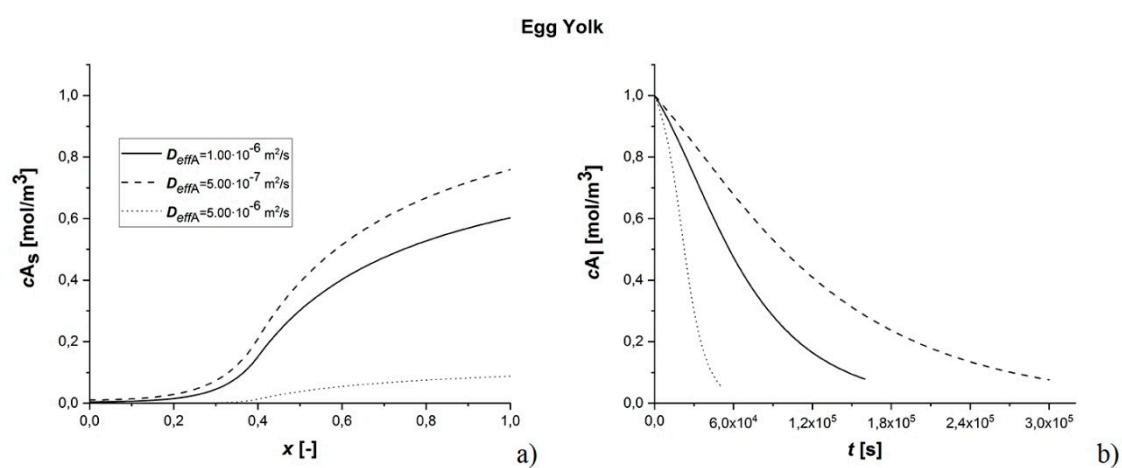 Egg Yolk
1,0
0,8
0,6
0,4
0,2
0,0
cAₛ [mol/m³]
D_effA=1.00·10⁻⁶ m²/s
D_effA=5.00·10⁻⁷ m²/s
D_effA=5.00·10⁻⁶ m²/s
0,0 0,2 0,4 0,6 0,8 1,0
x [-]
a)
1,0
0,8
0,6
0,4
0,2
0,0
cAₗ [mol/m³]
0,0 6,0x10⁴ 1,2x10⁵ 1,8x10⁵ 2,4x10⁵ 3,0x10⁵
t [s]
b)